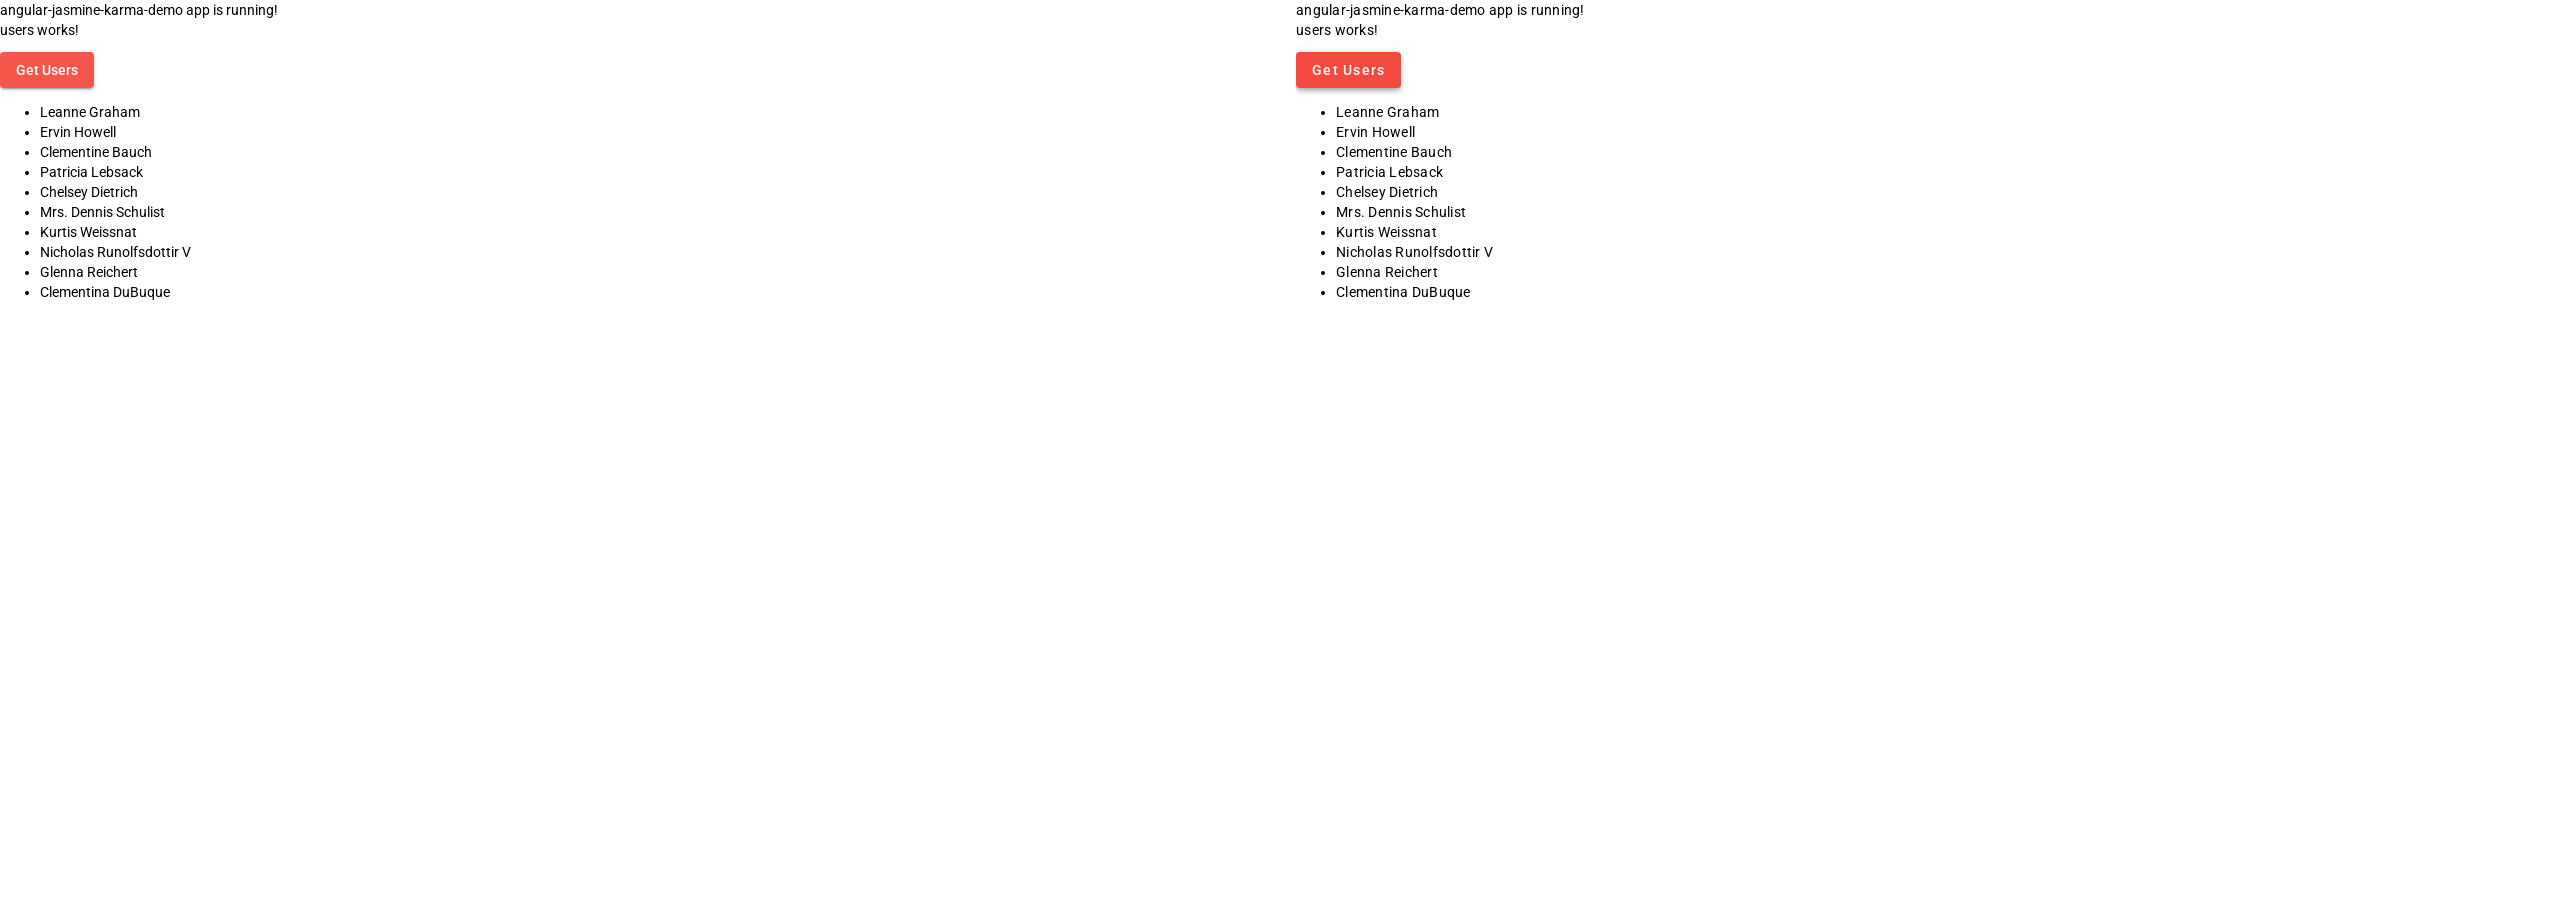 angular-jasmine-karma-demo app is running!
users works!
Get Users
Leanne Graham
Ervin Howell
Clementine Bauch
Patricia Lebsack
Chelsey Dietrich
Mrs. Dennis Schulist
Kurtis Weissnat
Nicholas Runolfsdottir V
Glenna Reichert
Clementina DuBuque
angular-jasmine-karma-demo app is running!
users works!
Get Users
Leanne Graham
Ervin Howell
Clementine Bauch
Patricia Lebsack
Chelsey Dietrich
Mrs. Dennis Schulist
Kurtis Weissnat
Nicholas Runolfsdottir V
Glenna Reichert
Clementina DuBuque